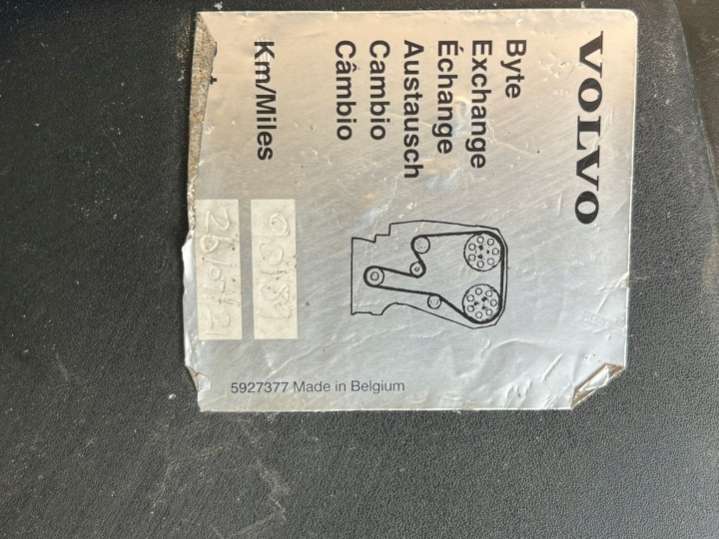 VOLVO
Byte
Exchange
Échange
Austausch
Cambio
Câmbio
Km/Miles
5927377 Made in Belgium